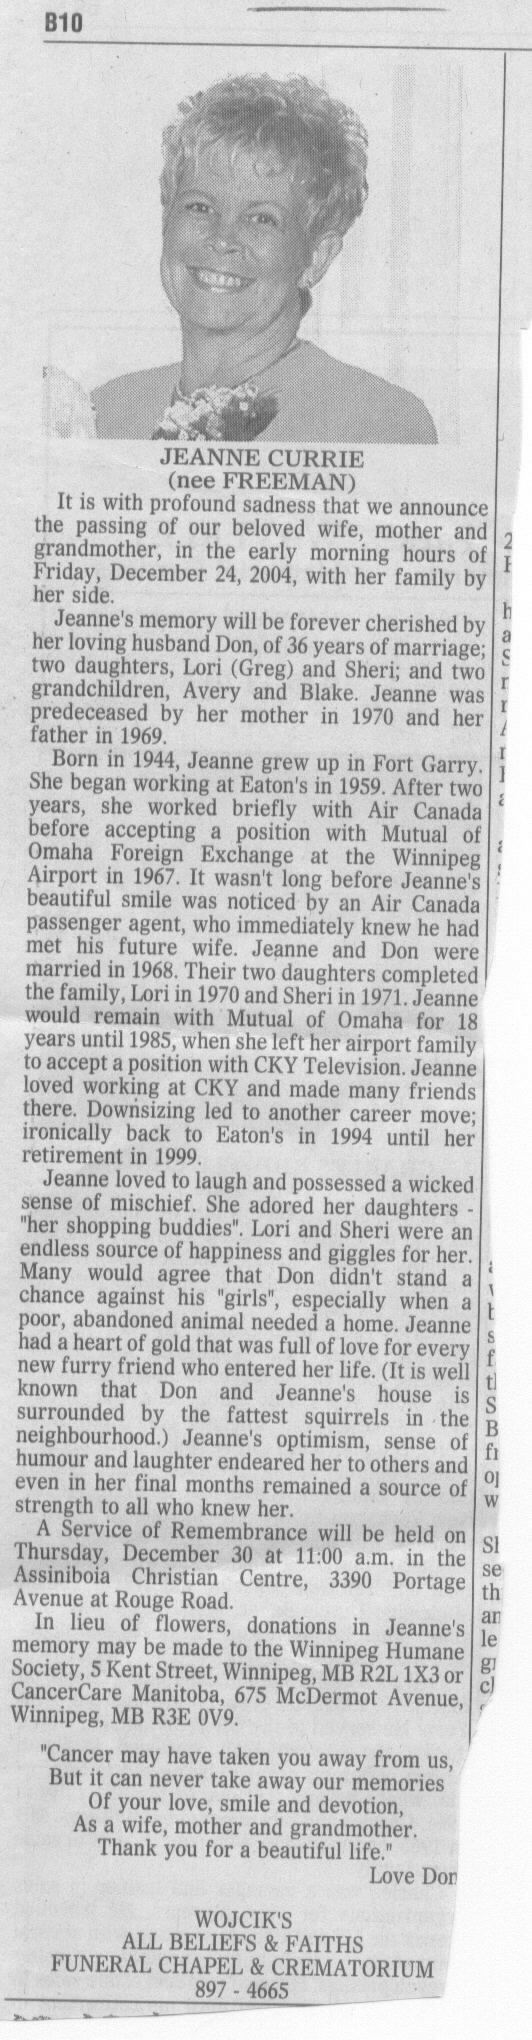 B10
JEANNE CURRIE
(nee FREEMAN)
It is with profound sadness that we announce
the passing of our beloved wife, mother and
grandmother, in the early morning hours of
Friday, December 24, 2004, with her family by
her side.
Jeanne's memory will be forever cherished by
her loving husband Don, of 36 years of marriage;
two daughters, Lori (Greg) and Sheri; and two
grandchildren, Avery and Blake. Jeanne was
predeceased by her mother in 1970 and her
father in 1969.
Born in 1944, Jeanne grew up in Fort Garry.
She began working at Eaton's in 1959. After two
years, she worked briefly with Air Canada
before accepting a position with Mutual of
Omaha Foreign Exchange at the Winnipeg
Airport in 1967. It wasn't long before Jeanne's
beautiful smile was noticed by an Air Canada
passenger agent, who immediately knew he had
met his future wife. Jeanne and Don were
married in 1968. Their two daughters completed
the family, Lori in 1970 and Sheri in 1971. Jeanne
would remain with Mutual of Omaha for 18
years until 1985, when she left her airport family
to accept a position with CKY Television. Jeanne
loved working at CKY and made many friends
there. Downsizing led to another career move;
ironically back to Eaton's in 1994 until her
retirement in 1999.
Jeanne loved to laugh and possessed a wicked
sense of mischief. She adored her daughters -
"her shopping buddies". Lori and Sheri were an
endless source of happiness and giggles for her.
Many would agree that Don didn't stand a
chance against his "girls", especially when a
poor, abandoned animal needed a home. Jeanne
had a heart of gold that was full of love for every
new furry friend who entered her life. (It is well
known that Don and Jeanne's house is
surrounded by the fattest squirrels in the
neighbourhood.) Jeanne's optimism, sense of
humour and laughter endeared her to others and
even in her final months remained a source of
strength to all who knew her.
A Service of Remembrance will be held on
Thursday, December 30 at 11:00 a.m. in the
Assiniboia Christian Centre, 3390 Portage
Avenue at Rouge Road.
In lieu of flowers, donations in Jeanne's
memory may be made to the Winnipeg Humane
Society, 5 Kent Street, Winnipeg, MB R2L 1X3 or
CancerCare Manitoba, 675 McDermot Avenue,
Winnipeg, MB R3E 0V9.
"Cancer may have taken you away from us,
But it can never take away our memories
Of your love, smile and devotion,
As a wife, mother and grandmother.
Thank you for a beautiful life."
Love Don
WOJCIK'S
ALL BELIEFS & FAITHS
FUNERAL CHAPEL & CREMATORIUM
897 - 4665